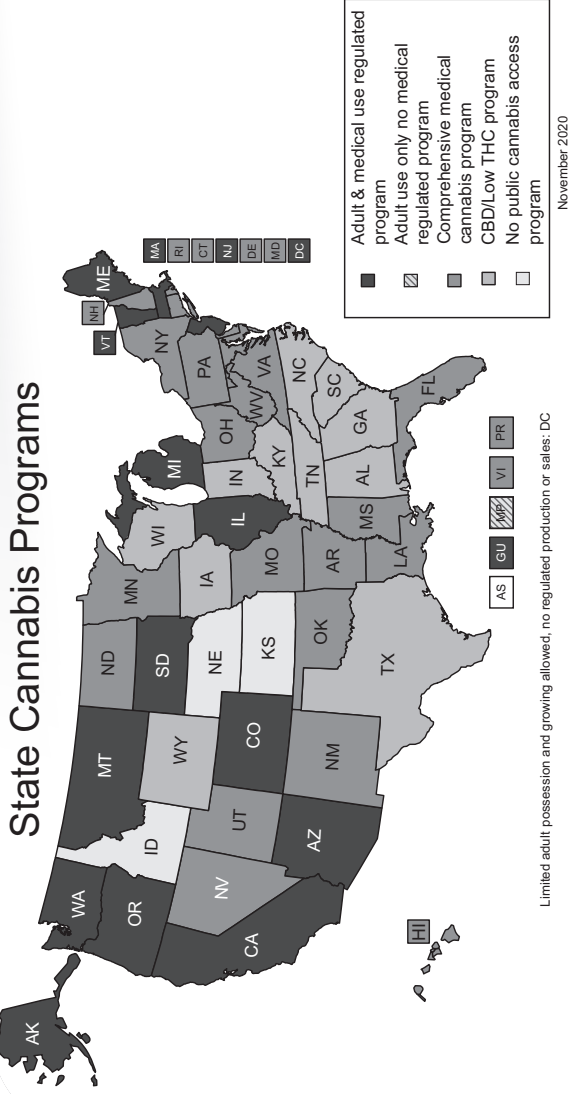 State Cannabis Programs
AK
WA
OR
CA
ID
NV
MT
WY
UT
AZ
CO
NM
ND
SD
NE
KS
OK
TX
MN
IA
MO
AR
LA
WI
IL
MS
MI
IN
KY
TN
AL
OH
WV
GA
PA
VA
NC
SC
FL
NY
VT
NH
ME
MA
RI
CT
NJ
DE
MD
DC
HI
AS
GU
MP
VI
PR
Adult & medical use regulated
program
Adult use only no medical
regulated program
Comprehensive medical
cannabis program
CBD/Low THC program
No public cannabis access
program
Limited adult possession and growing allowed, no regulated production or sales: DC
November 2020